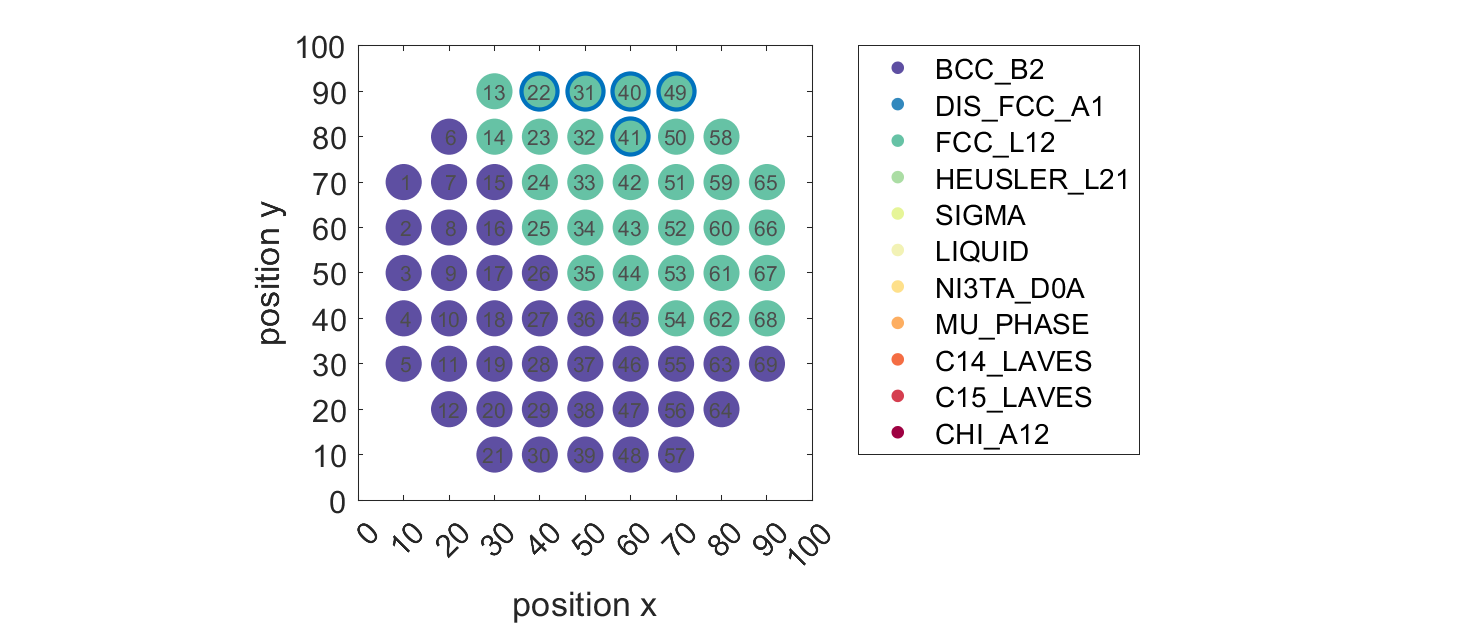 100
90
80
70
60
50
40
30
20
10
0
position y
13 22 31 40 49
6 14 23 32 41 50 58
1 7 15 24 33 42 51 59 65
2 8 16 25 34 43 52 60 66
3 9 17 26 35 44 53 61 67
4 10 18 27 36 45 54 62 68
5 11 19 28 37 46 55 63 69
12 20 29 38 47 56 64
21 30 39 48 57
0 10 20 30 40 50 60 70 80 90 100
position x
BCC_B2
DIS_FCC_A1
FCC_L12
HEUSLER_L21
SIGMA
LIQUID
NI3TA_D0A
MU_PHASE
C14_LAVES
C15_LAVES
CHI_A12